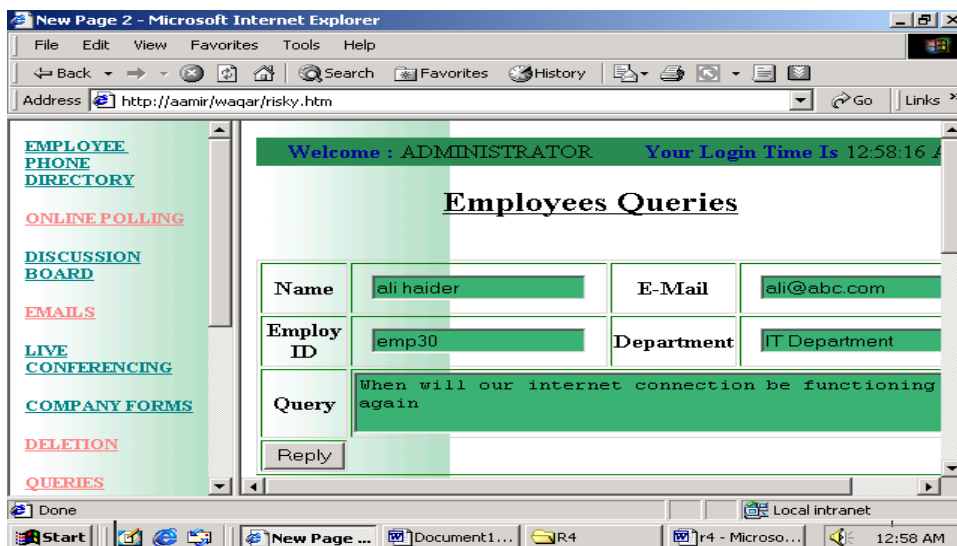 New Page 2 - Microsoft Internet Explorer
File Edit View Favorites Tools Help
Back Search Favorites History
Address http://aamir/waqar/risky.htm Go Links
EMPLOYEE
PHONE
DIRECTORY
ONLINE POLLING
DISCUSSION
BOARD
EMAILS
LIVE
CONFERENCING
COMPANY FORMS
DELETION
QUERIES
Welcome : ADMINISTRATOR Your Login Time Is 12:58:16 A
Employees Queries
Name ali haider E-Mail ali@abc.com
Employ
ID emp30 Department IT Department
Query When will our internet connection be functioning
again
Reply
Done Local intranet
Start New Page ... Document1... R4 r4 - Microso... 12:58 AM